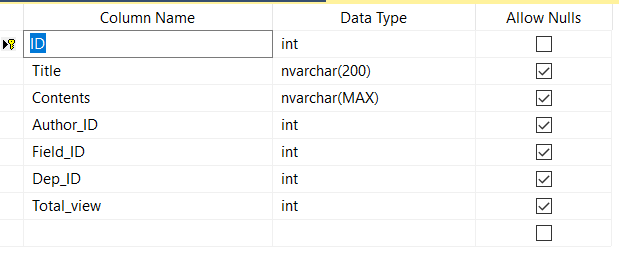 Column Name Data Type Allow Nulls
ID int
Title nvarchar(200)
Contents nvarchar(MAX)
Author_ID int
Field_ID int
Dep_ID int
Total_view int